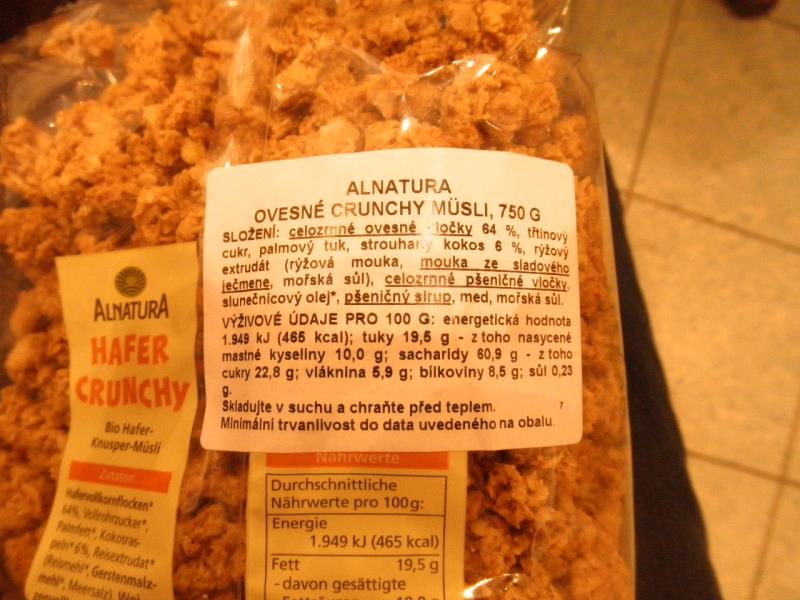 ALNATURA
OVESNÉ CRUNCHY MÜSLI, 750 G
SLOŽENÍ: celozrnné ovesné vločky 64 %, třtinový
cukr, palmový tuk, strouhaný kokos 6 %, rýžový
extrudát (rýžová mouka, mouka ze sladového
ječmene, mořská sůl), celozrnné pšeničné vločky,
slunečnicový olej*, pšeničný sirup, med, mořská sůl.
VÝŽIVOVÉ ÚDAJE PRO 100 G: energetická hodnota
1.949 kJ (465 kcal); tuky 19,5 g - z toho nasycené
mastné kyseliny 10,0 g; sacharidy 60,9 g - z toho
cukry 22,8 g; vláknina 5,9 g; bílkoviny 8,5 g; sůl 0,23
g.
Skladujte v suchu a chraňte před teplem. 7
Minimální trvanlivost do data uvedeného na obalu.
ALNATURA
HAFER
CRUNCHY
Bio Hafer-
Knusper-Müsli
Zutaten
Hafervollkornflocken*
64%, Vollrohrzucker*,
Palmfett*, Kokosras-
peln* 6%, Reisextrudat*
(Reismehl*, Gerstenmalz-
mehl*, Meersalz),
Nährwerte
Durchschnittliche
Nährwerte pro 100g:
Energie
1.949 kJ (465 kcal)
Fett 19,5 g
- davon gesättigte